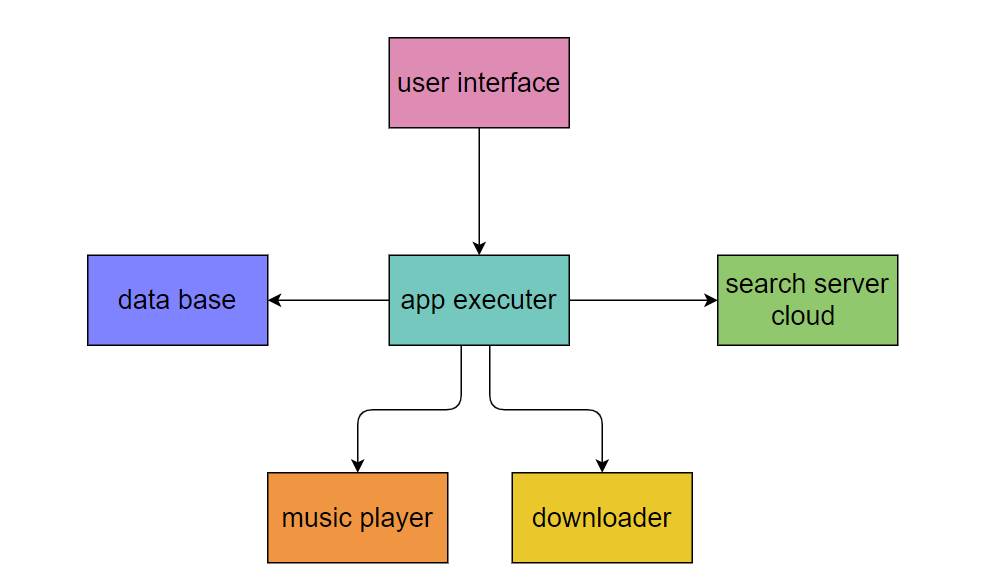 user interface
data base
app executer
search server
cloud
music player
downloader